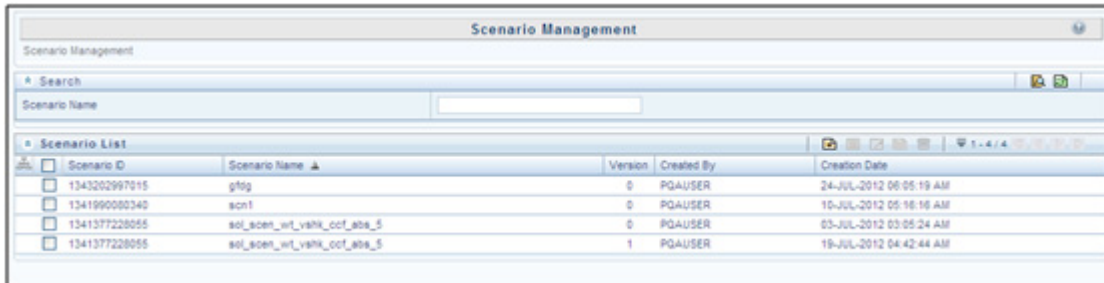 Scenario Management
Scenario Management
Search
Scenario Name
Scenario List 1 - 4 / 4
Scenario ID Scenario Name Version Created By Creation Date
1343202997015 gfdg 0 PQAUSER 24-JUL-2012 06:05:19 AM
1341990080340 scn1 0 PQAUSER 10-JUL-2012 05:16:16 AM
1341377228055 sol_scen_wt_vshk_ccf_abs_5 0 PQAUSER 03-JUL-2012 03:05:24 AM
1341377228055 sol_scen_wt_vshk_ccf_abs_5 1 PQAUSER 19-JUL-2012 04:42:44 AM